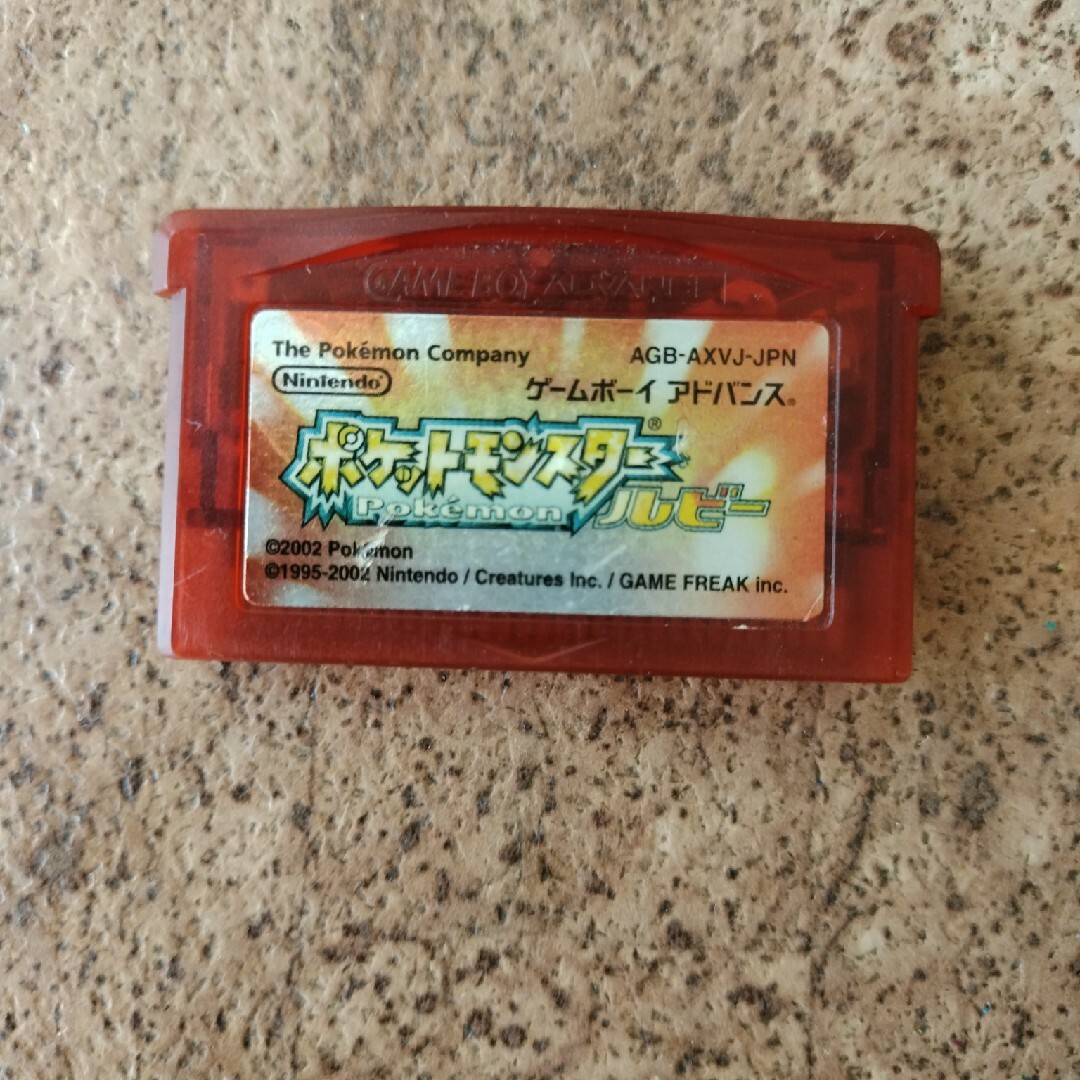 GAME BOY ADVANCE
The Pokémon Company AGB-AXVJ-JPN
Nintendo® ゲームボーイ アドバンス®
ポケットモンスター®
Pokémon ルビー
©2002 Pokémon
©1995-2002 Nintendo / Creatures Inc. / GAME FREAK inc.